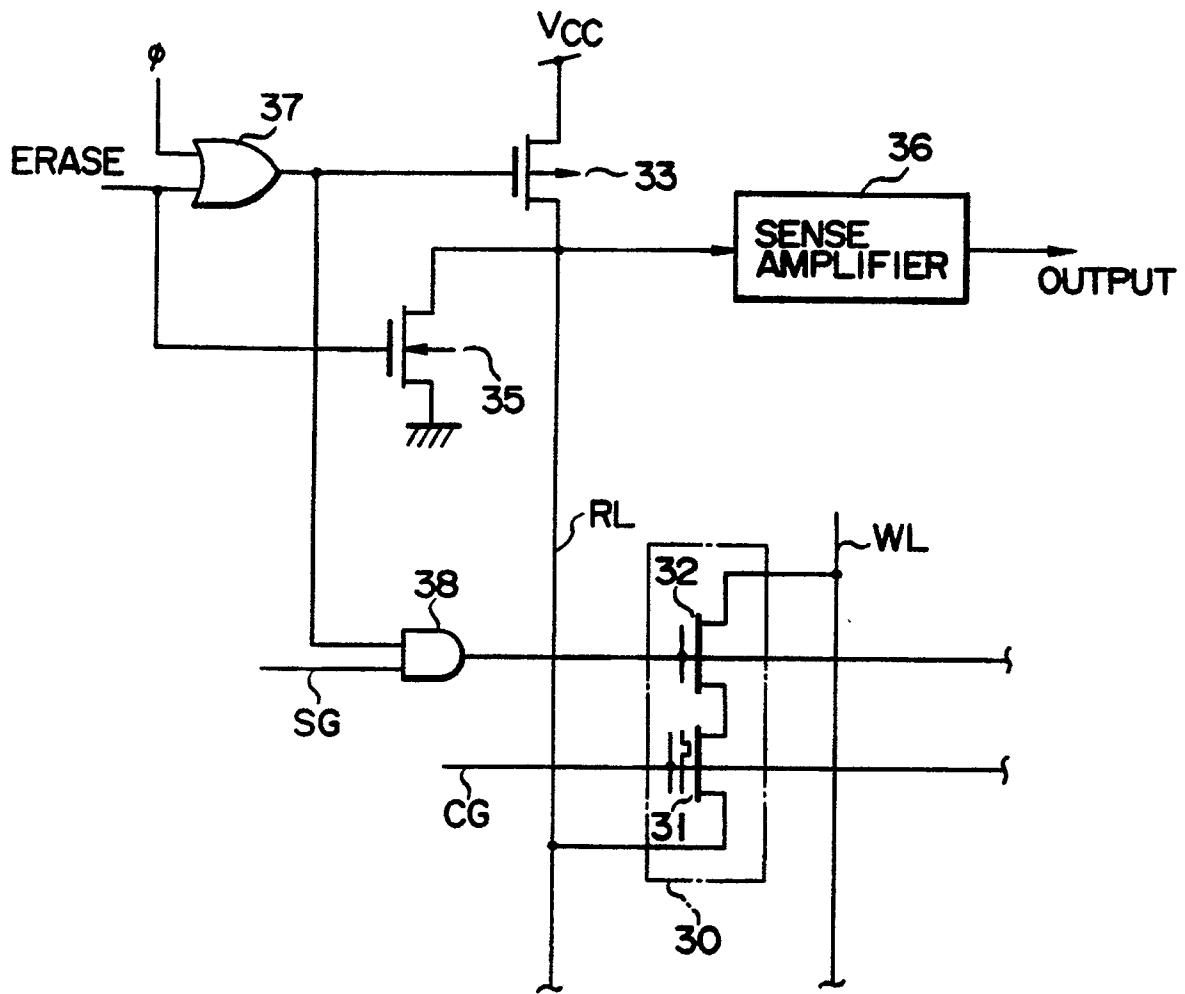 VCC
φ
37
ERASE
33
36
SENSE
AMPLIFIER
OUTPUT
35
RL
WL
32
38
SG
CG
31
30